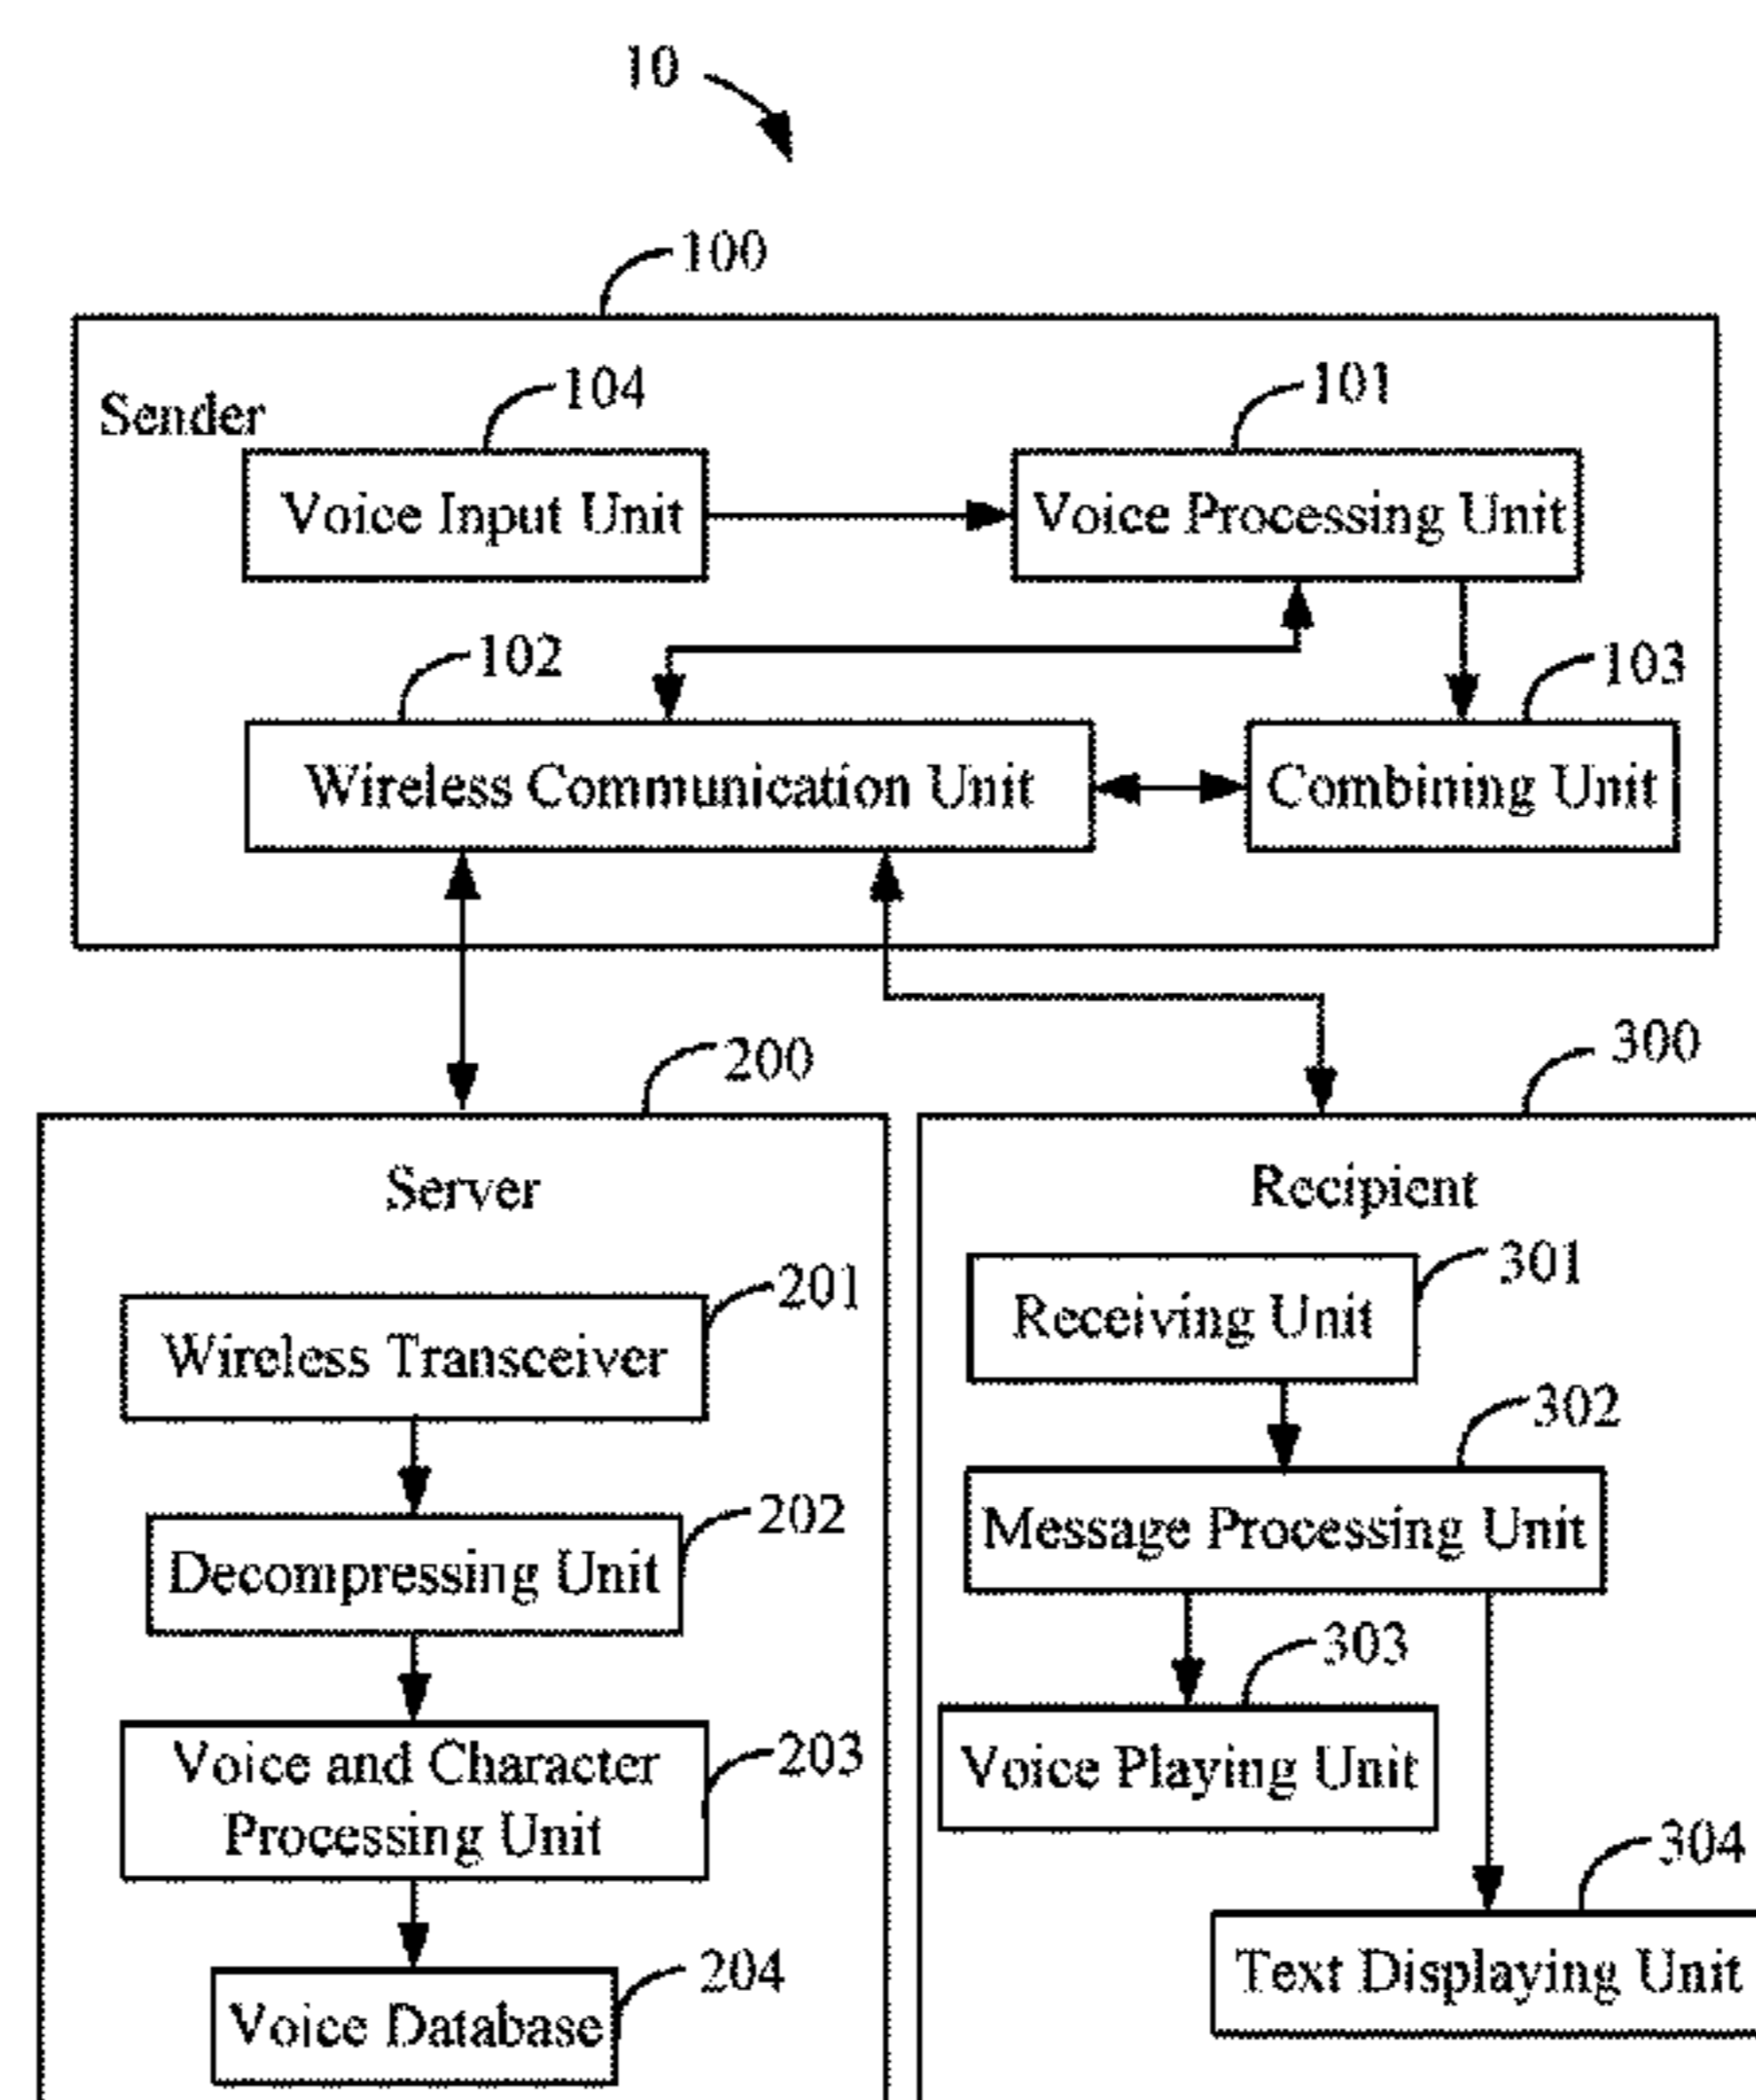 10
100
Sender
104
101
Voice Input Unit
Voice Processing Unit
102
103
Wireless Communication Unit
Combining Unit
200
300
Server
Recipient
201
301
Wireless Transceiver
Receiving Unit
202
302
Decompressing Unit
Message Processing Unit
203
303
Voice and Character
Processing Unit
Voice Playing Unit
204
304
Voice Database
Text Displaying Unit